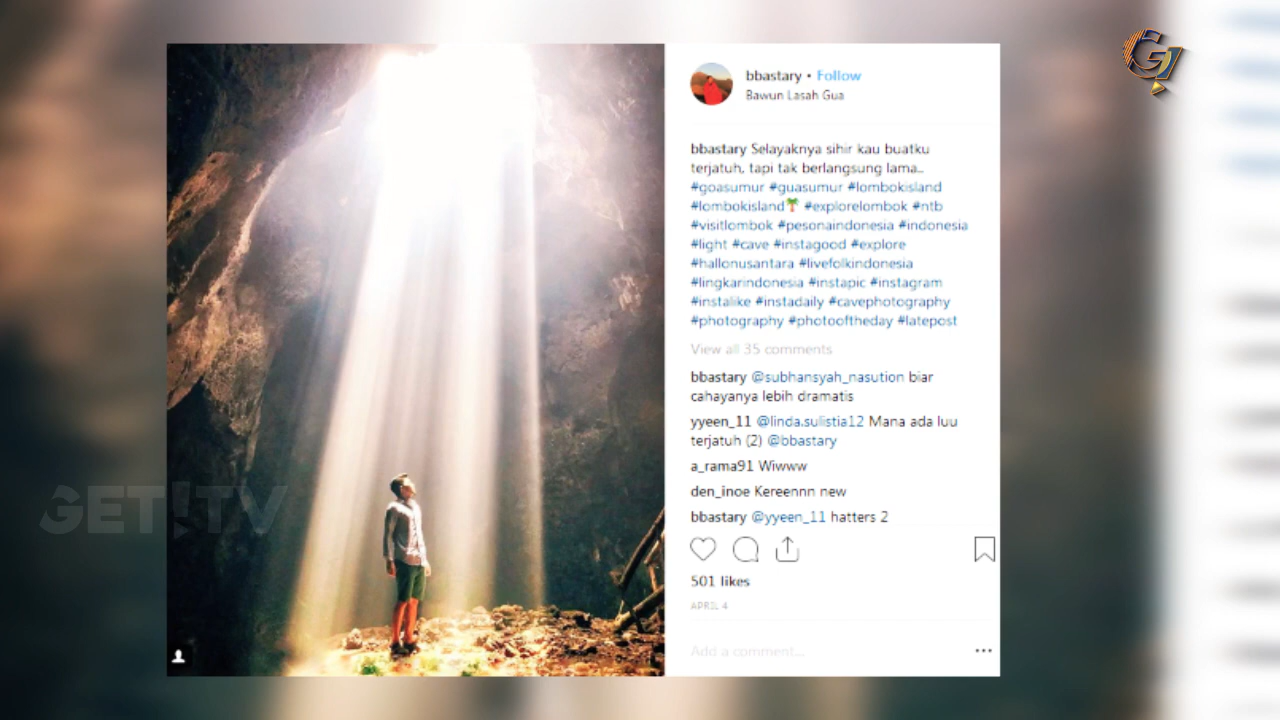 bbastary • Follow
Bawun Lasah Gua
bbastary Selayaknya sihir kau buatku
terjatuh, tapi tak berlangsung lama..
#goasumur #guasumur #lombokisland
#lombokisland🌴 #explorelombok #ntb
#visitlombok #pesonaindonesia #indonesia
#light #cave #instagood #explore
#hallonusantara #livefolkindonesia
#lingkarindonesia #instapic #instagram
#instalike #instadaily #cavephotography
#photography #photooftheday #latepost
View all 35 comments
bbastary @subhansyah_nasution biar
cahayanya lebih dramatis
yyeen_11 @linda.sulistia12 Mana ada luu
terjatuh (2) @bbastary
a_rama91 Wiwww
den_inoe Kereennn new
bbastary @yyeen_11 hatters 2
501 likes
APRIL 4
Add a comment...
GET!TV